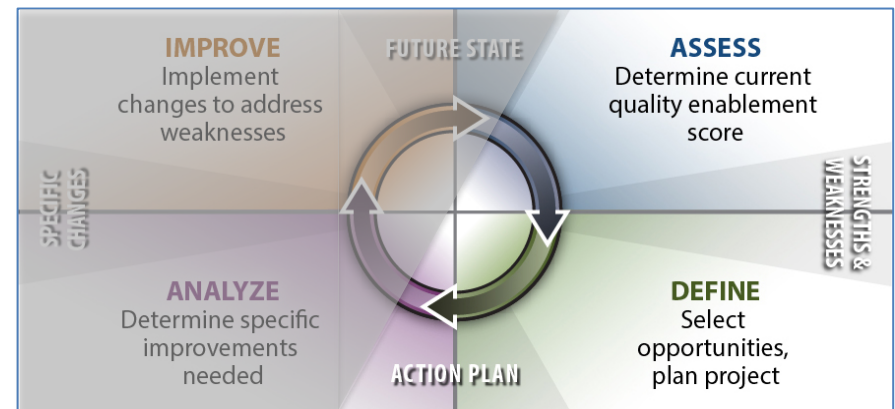 IMPROVE
Implement
changes to address
weaknesses
FUTURE STATE
ASSESS
Determine current
quality enablement
score
SPECIFIC
CHANGES
STRENGTHS &
WEAKNESSES
ANALYZE
Determine specific
improvements
needed
ACTION PLAN
DEFINE
Select
opportunities,
plan project